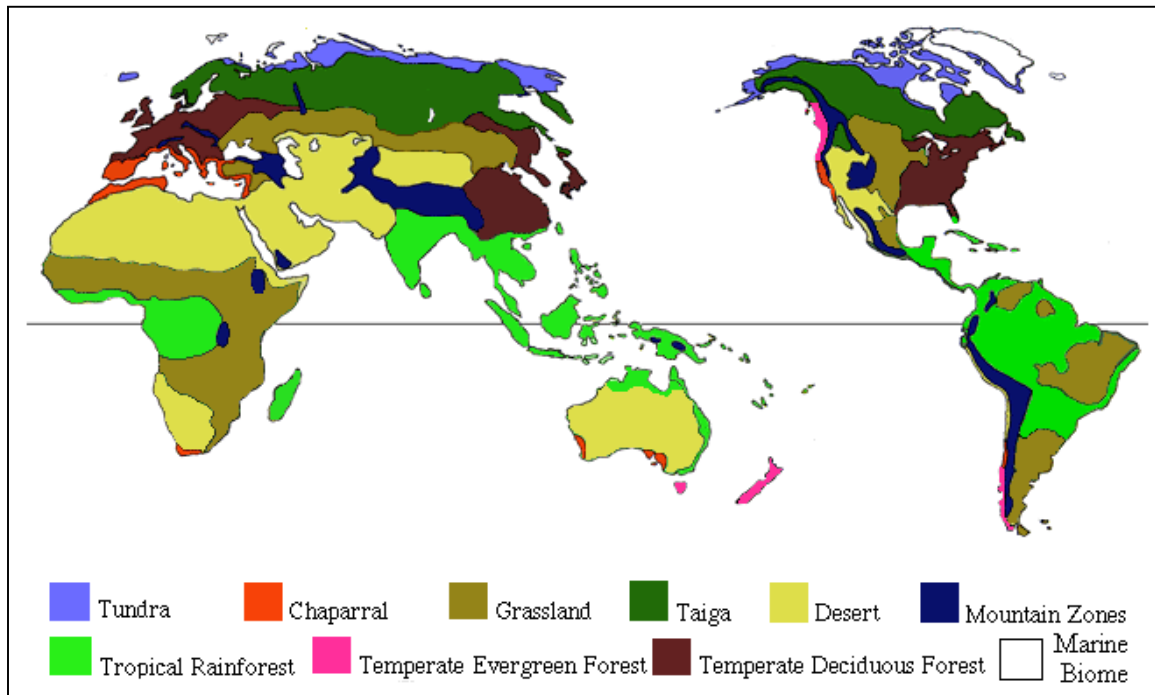 Tundra
Chaparral
Grassland
Taiga
Desert
Mountain Zones
Tropical Rainforest
Temperate Evergreen Forest
Temperate Deciduous Forest
Marine
Biome